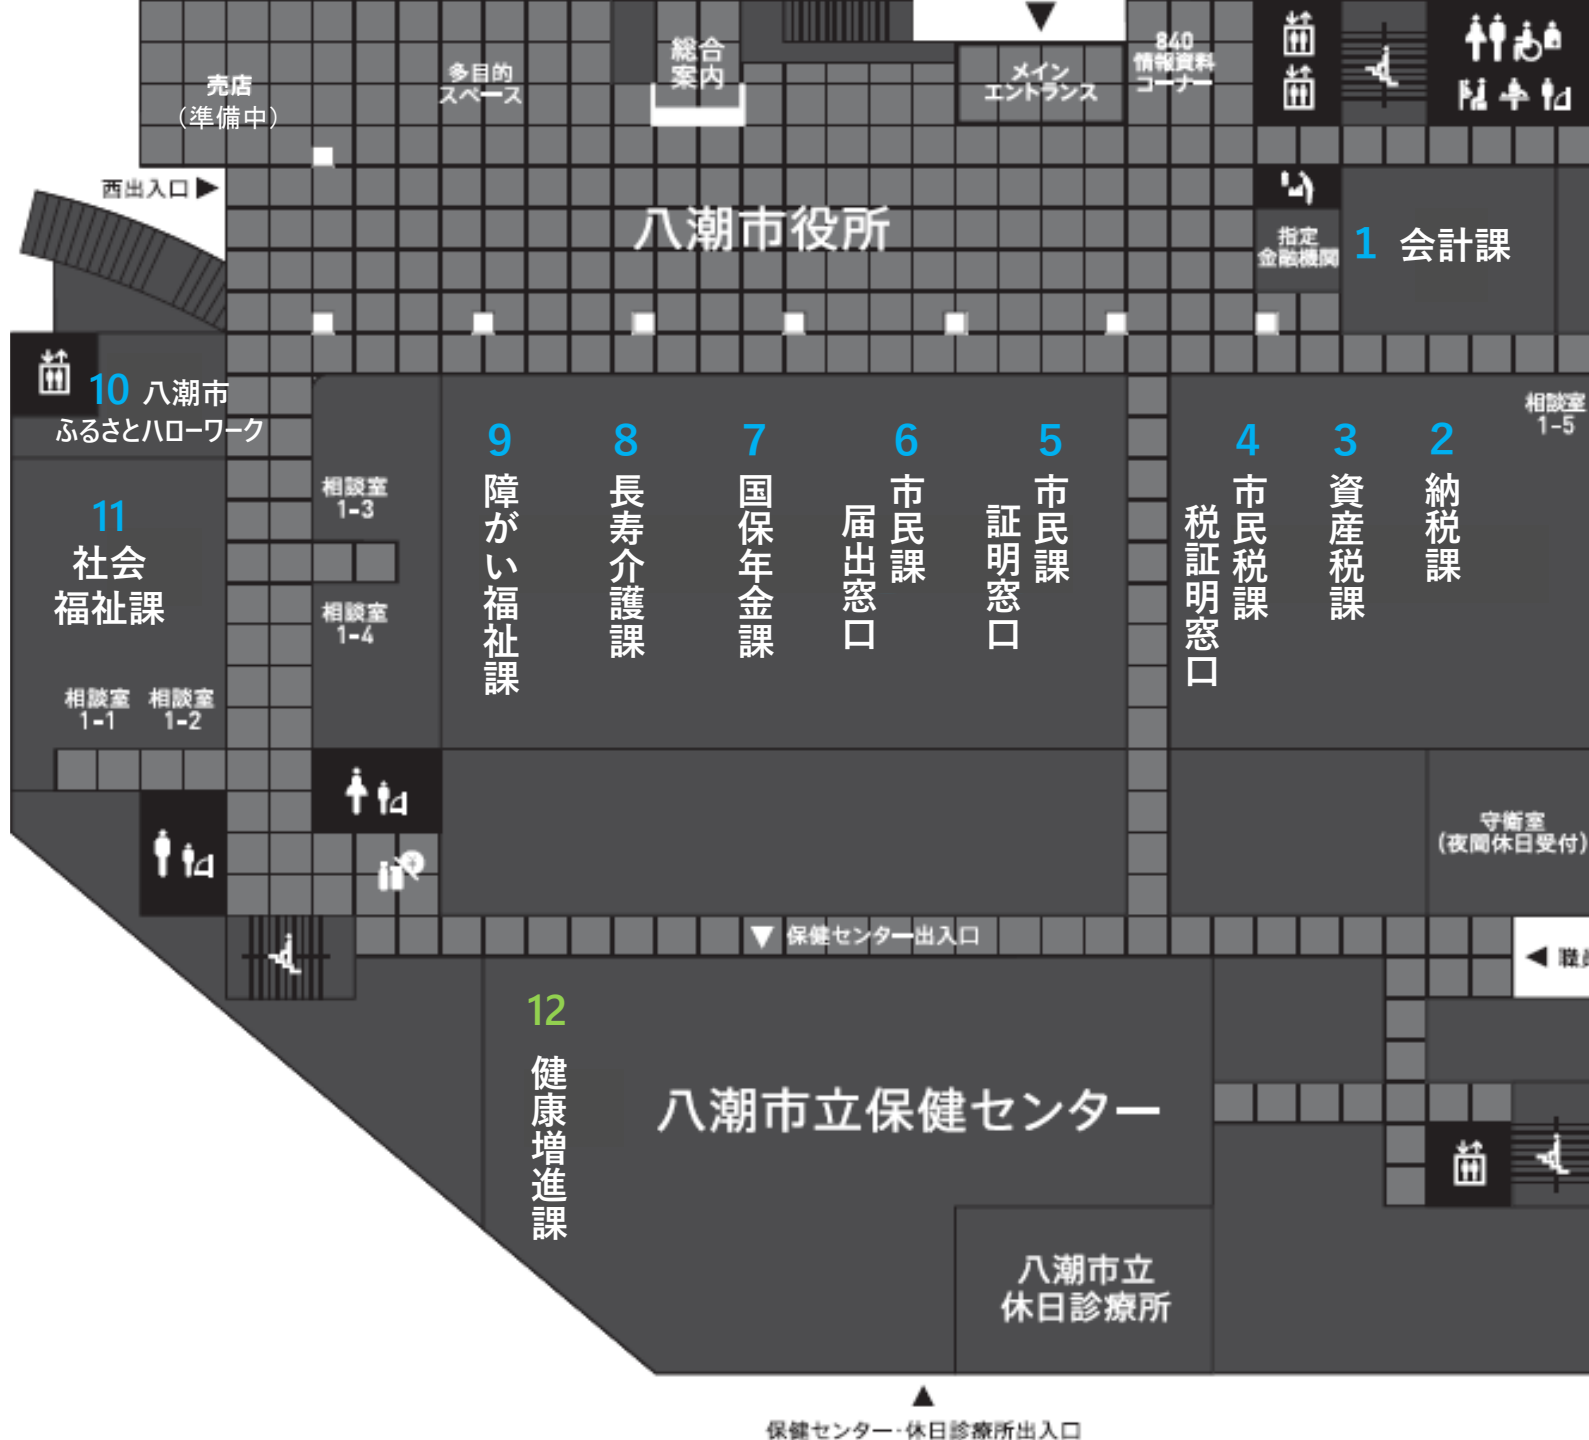 売店
（準備中）
多目的
スペース
総合
案内
メイン
エントランス
840
情報資料
コーナー
西出入口
八潮市役所
指定
金融機関
1 会計課
10 八潮市
ふるさとハローワーク
11
社会
福祉課
相談室
1-1
相談室
1-2
相談室
1-3
相談室
1-4
9
障がい福祉課
8
長寿介護課
7
国保年金課
6
市民課
届出窓口
5
市民課
証明窓口
4
市民税課
税証明窓口
3
資産税課
2
納税課
相談室
1-5
守衛室
(夜間休日受付)
保健センター出入口
職
12
健康増進課
八潮市立保健センター
八潮市立
休日診療所
保健センター・休日診療所出入口